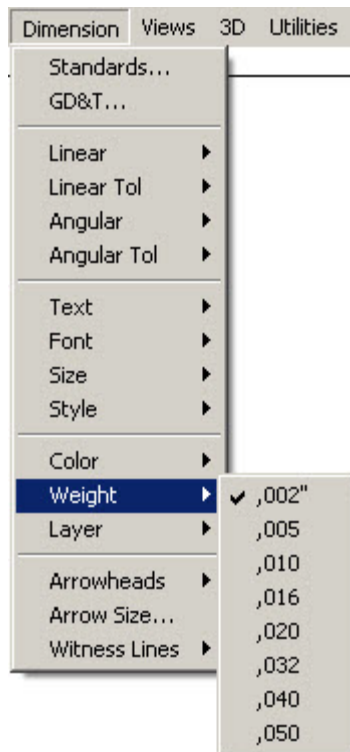 Dimension Views 3D Utilities
Standards...
GD&T...
Linear
Linear Tol
Angular
Angular Tol
Text
Font
Size
Style
Color
Weight
Layer
Arrowheads
Arrow Size...
Witness Lines
,002"
,005
,010
,016
,020
,032
,040
,050